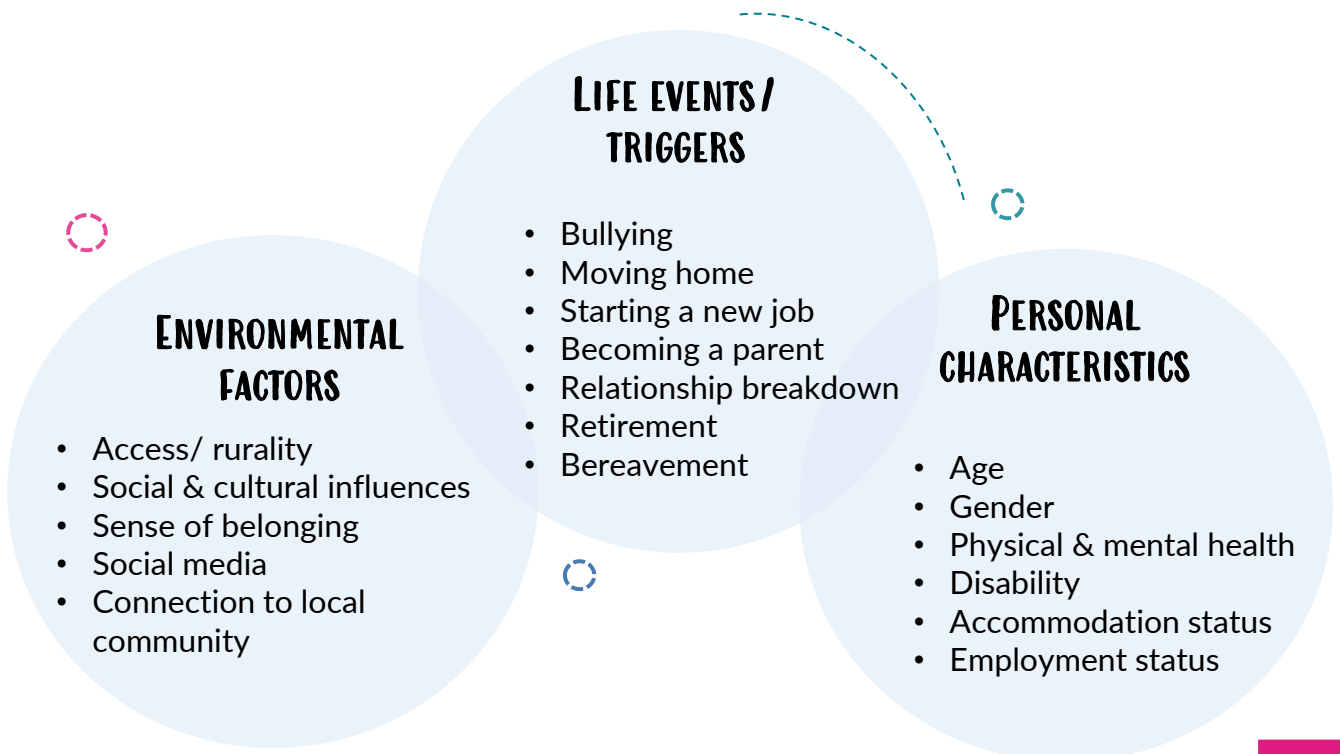 LIFE EVENTS/
TRIGGERS
• Bullying
• Moving home
• Starting a new job
• Becoming a parent
• Relationship breakdown
• Retirement
• Bereavement
ENVIRONMENTAL
FACTORS
• Access/ rurality
• Social & cultural influences
• Sense of belonging
• Social media
• Connection to local
community
PERSONAL
CHARACTERISTICS
• Age
• Gender
• Physical & mental health
• Disability
• Accommodation status
• Employment status